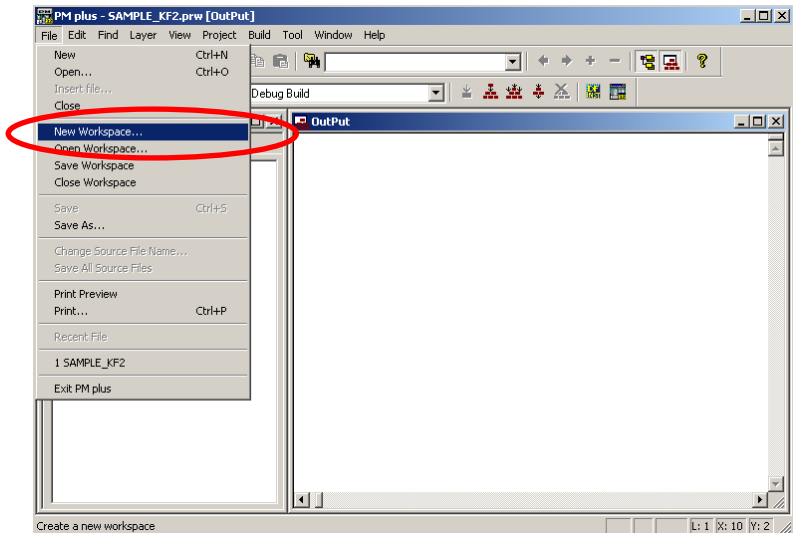 PM plus - SAMPLE_KF2.prw [OutPut]
File Edit Find Layer View Project Build Tool Window Help
New Ctrl+N
Open... Ctrl+O
Insert file...
Close
Debug Build
New Workspace...
Open Workspace...
Save Workspace
Close Workspace
Save Ctrl+S
Save As...
Change Source File Name...
Save All Source Files
Print Preview
Print... Ctrl+P
Recent File
1 SAMPLE_KF2
Exit PM plus
OutPut
Create a new workspace
L: 1 X: 10 Y: 2